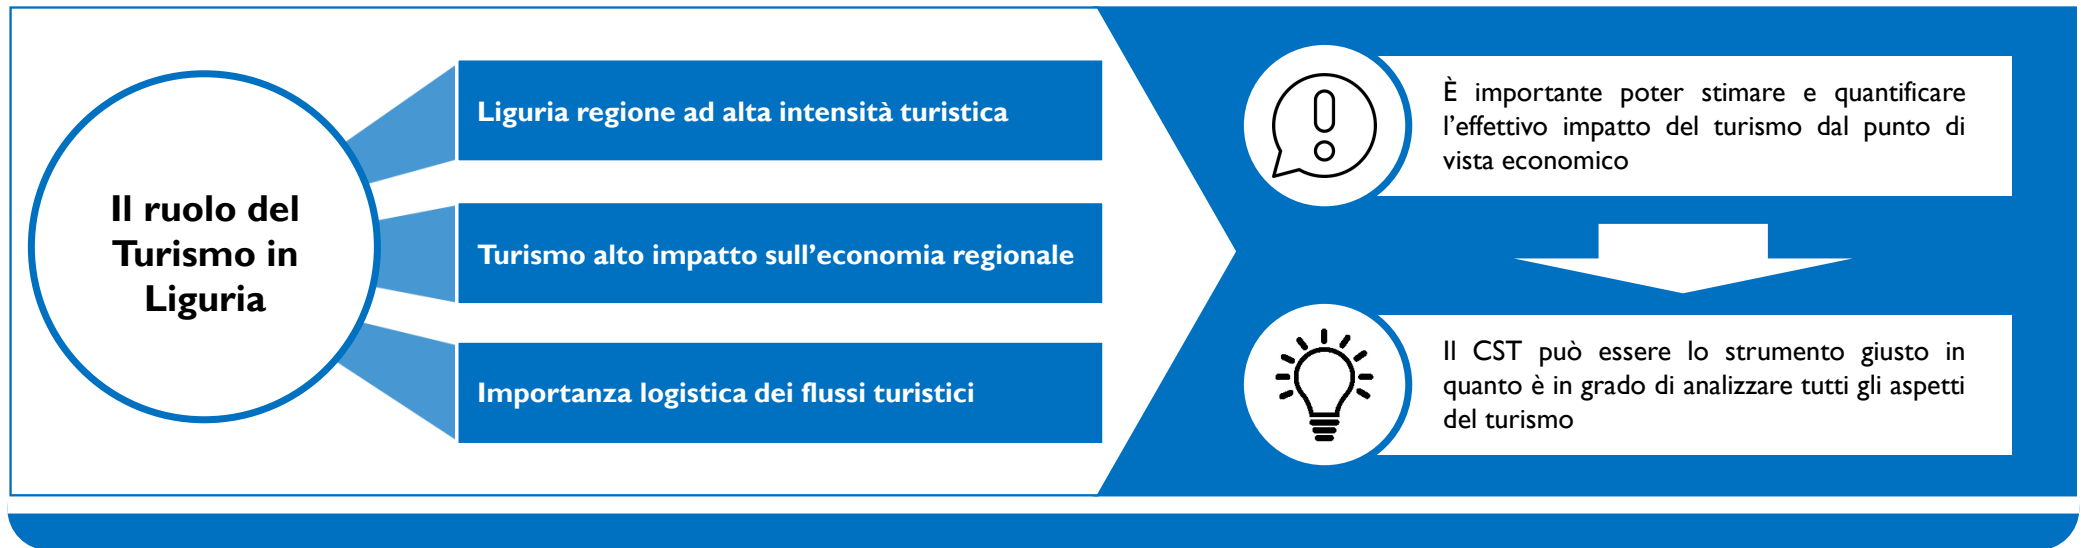 Il ruolo del
Turismo in
Liguria
Liguria regione ad alta intensità turistica
Turismo alto impatto sull’economia regionale
Importanza logistica dei flussi turistici
È importante poter stimare e quantificare
l’effettivo impatto del turismo dal punto di
vista economico
Il CST può essere lo strumento giusto in
quanto è in grado di analizzare tutti gli aspetti
del turismo